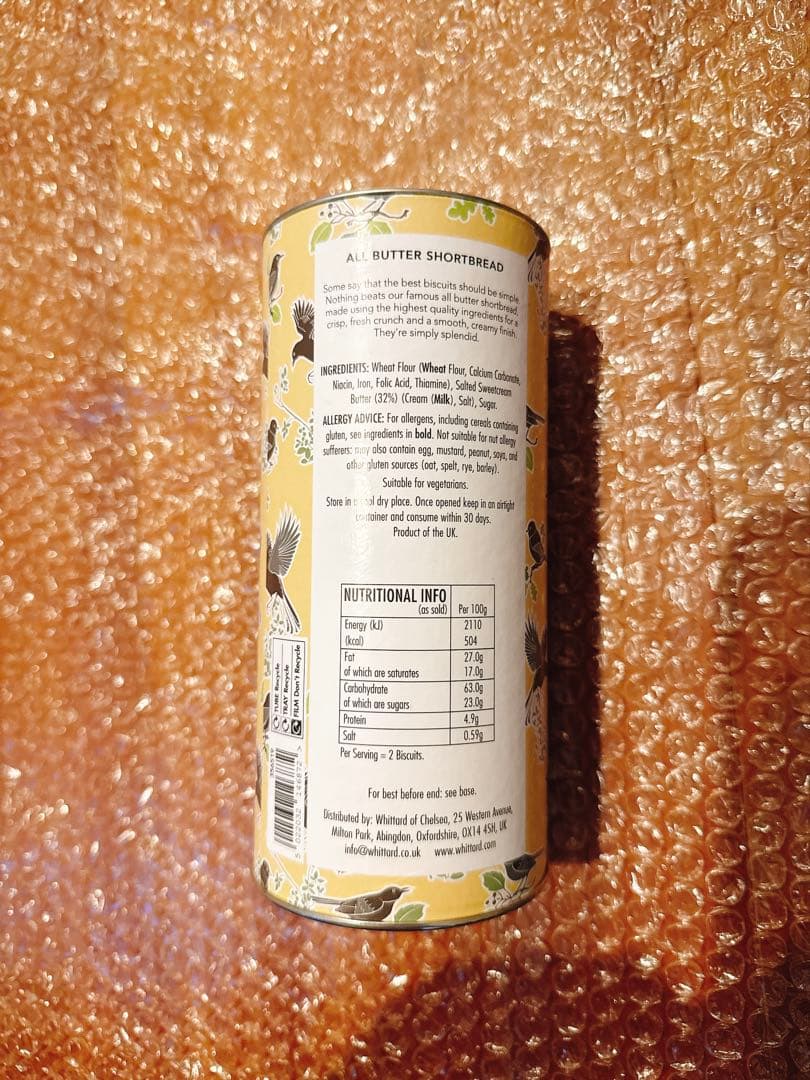 ALL BUTTER SHORTBREAD
Some say that the best biscuits should be simple.
Nothing beats our famous all butter shortbread,
made using the highest quality ingredients for a
crisp, fresh crunch and a smooth, creamy finish.
They're simply splendid.
INGREDIENTS: Wheat Flour (Wheat Flour, Calcium Carbonate,
Niacin, Iron, Folic Acid, Thiamine), Salted Sweetcream
Butter (32%) (Cream (Milk), Salt), Sugar.
ALLERGY ADVICE: For allergens, including cereals containing
gluten, see ingredients in bold. Not suitable for nut allergy
sufferers: may also contain egg, mustard, peanut, soya, and
other gluten sources (oat, spelt, rye, barley).
Suitable for vegetarians.
Store in a cool dry place. Once opened keep in an airtight
container and consume within 30 days.
Product of the UK.
NUTRITIONAL INFO
(as sold) Per 100g
Energy (kJ) 2110
(kcal) 504
Fat 27.0g
of which are saturates 17.0g
Carbohydrate 63.0g
of which are sugars 23.0g
Protein 4.9g
Salt 0.59g
Per Serving = 2 Biscuits.
For best before end: see base.
Distributed by: Whittard of Chelsea, 25 Western Avenue,
Milton Park, Abingdon, Oxfordshire, OX14 4SH, UK
info@whittard.co.uk www.whittard.com
TUBE Recycle
TRAY Recycle
FILM Don't Recycle